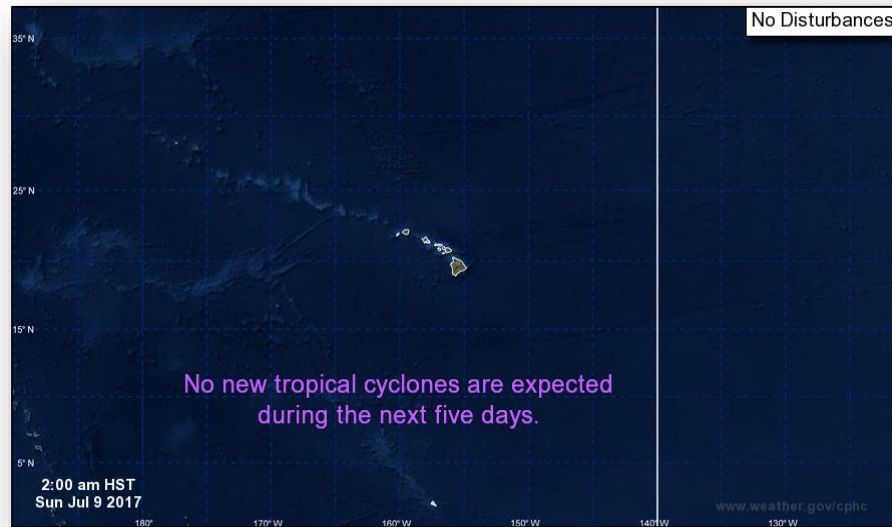 No Disturbances
35° N
25° N
15° N
No new tropical cyclones are expected
during the next five days.
5° N
2:00 am HST
Sun Jul 9 2017
www.weather.gov/cphc
180°
170° W
160° W
150° W
140° W
130° W